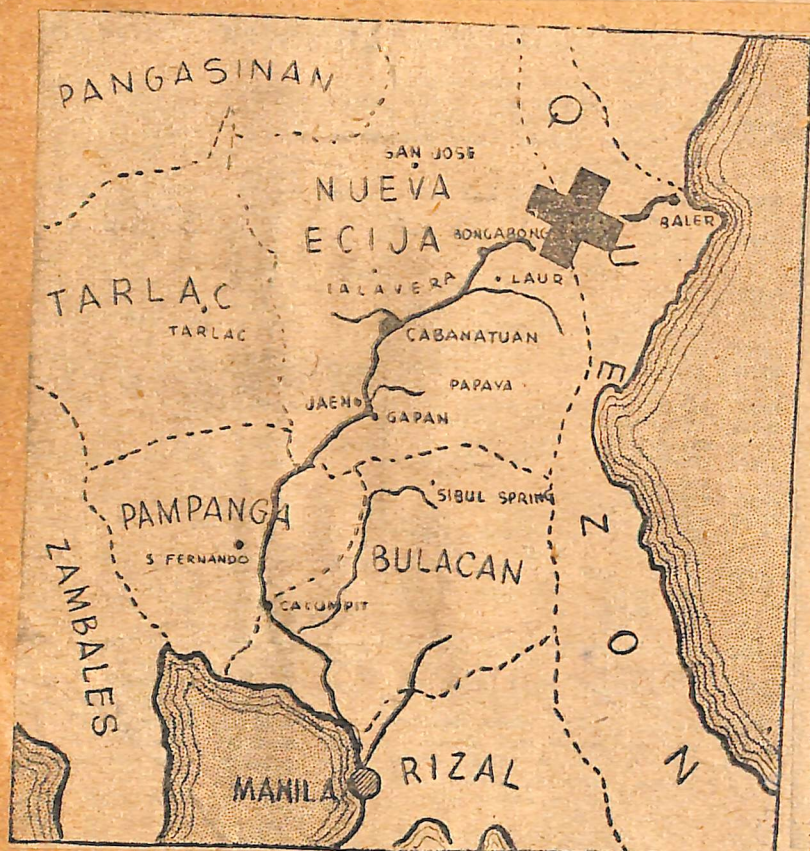 PANGASINAN
SAN JOSE
NUEVA
ECIJA
BONGABONG
BALER
TALAVERA
LAUR
TARLAC
TARLAC
CABANATUAN
PAPAYA
JAEN
GAPAN
SIBUL SPRING
PAMPANGA
S FERNANDO
BULACAN
CALUMPIT
ZAMBALES
MANILA
RIZAL
QUEZON